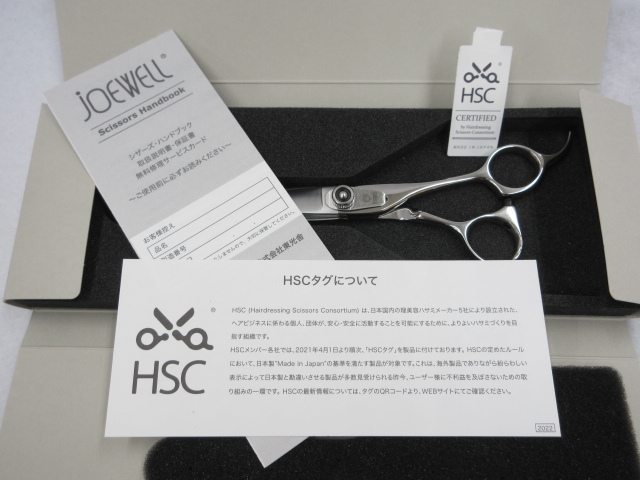 JOEWELL®
Scissors Handbook
シザーズ・ハンドブック
取扱説明書・保証書
無料修理サービスカード
～ご使用前に必ずお読みください～
お客様控え
品名
HSC
CERTIFIED
by Hairdressing
Scissors Consortium
HSCタグについて
HSC®
HSC (Hairdressing Scissors Consortium) は、日本国内の理美容ハサミメーカー5社により設立された、
ヘアビジネスに係わる個人、団体が、安心・安全に活動することを可能にするために、よりよいハサミづくりを目
指す組織です。
HSCメンバー各社では、2021年4月1日より順次、「HSCタグ」を製品に付けております。HSCの定めたルール
において、日本製"Made in Japan"の基準を満たす製品が対象です。これは、海外製品でありながら紛らわしい
表示によって日本製と勘違いさせる製品が多数見受けられる昨今、ユーザー様に不利益を及ぼさないための取
り組みの一環です。HSCの最新情報については、タグのQRコードより、WEBサイトにてご確認ください。
2022